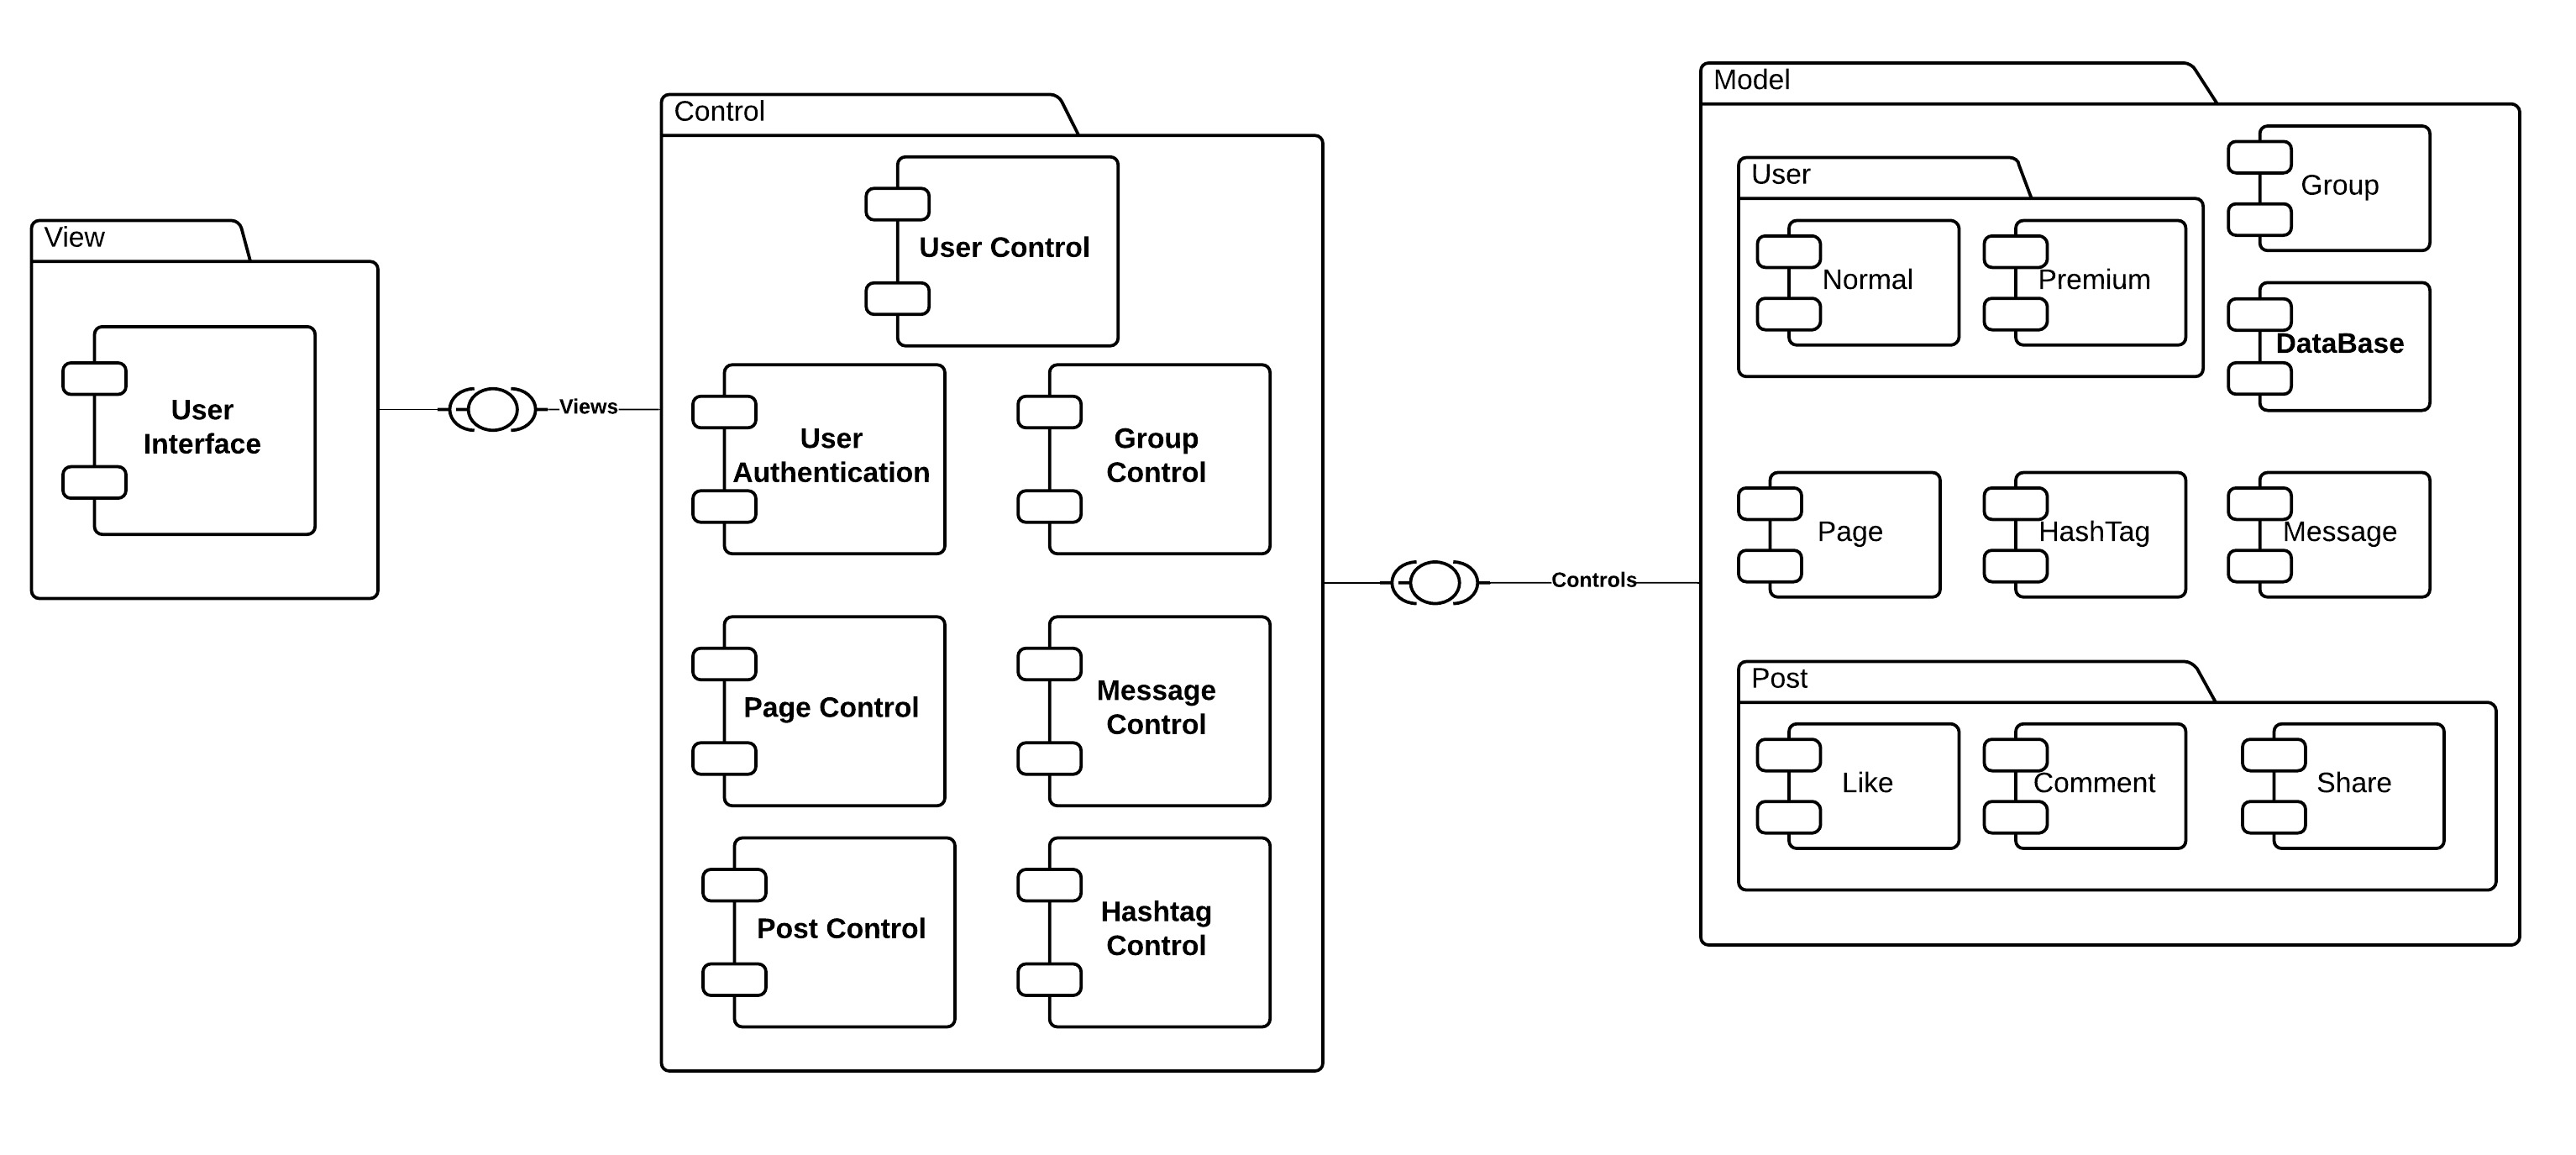 View
User
Interface
Views
Control
User Control
User
Authentication
Group
Control
Page Control
Message
Control
Post Control
Hashtag
Control
Controls
Model
User
Normal
Premium
Group
DataBase
Page
HashTag
Message
Post
Like
Comment
Share